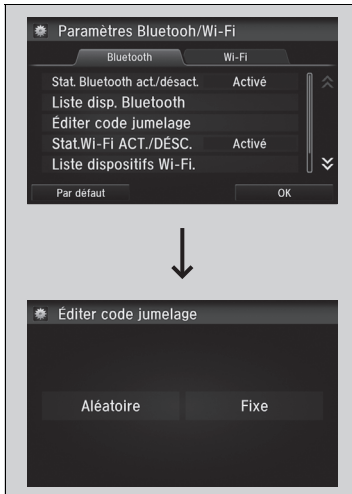 Paramètres Bluetooh/Wi-Fi
Bluetooth Wi-Fi
Stat. Bluetooth act./désact. Activé
Liste disp. Bluetooth
Éditer code jumelage
Stat.Wi-Fi ACT./DÉSC. Activé
Liste dispositifs Wi-Fi.
Par défaut OK
Éditer code jumelage
Aléatoire Fixe